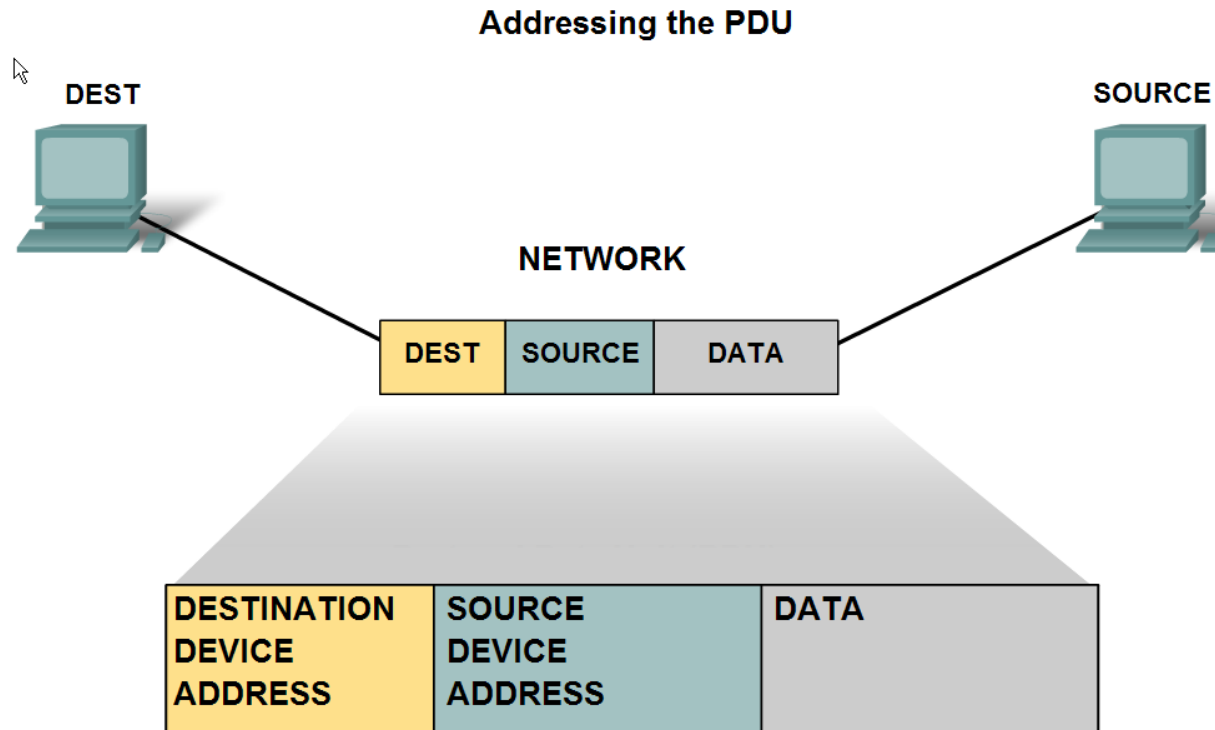 Addressing the PDU
DEST
SOURCE
NETWORK
DEST
SOURCE
DATA
DESTINATION
DEVICE
ADDRESS
SOURCE
DEVICE
ADDRESS
DATA